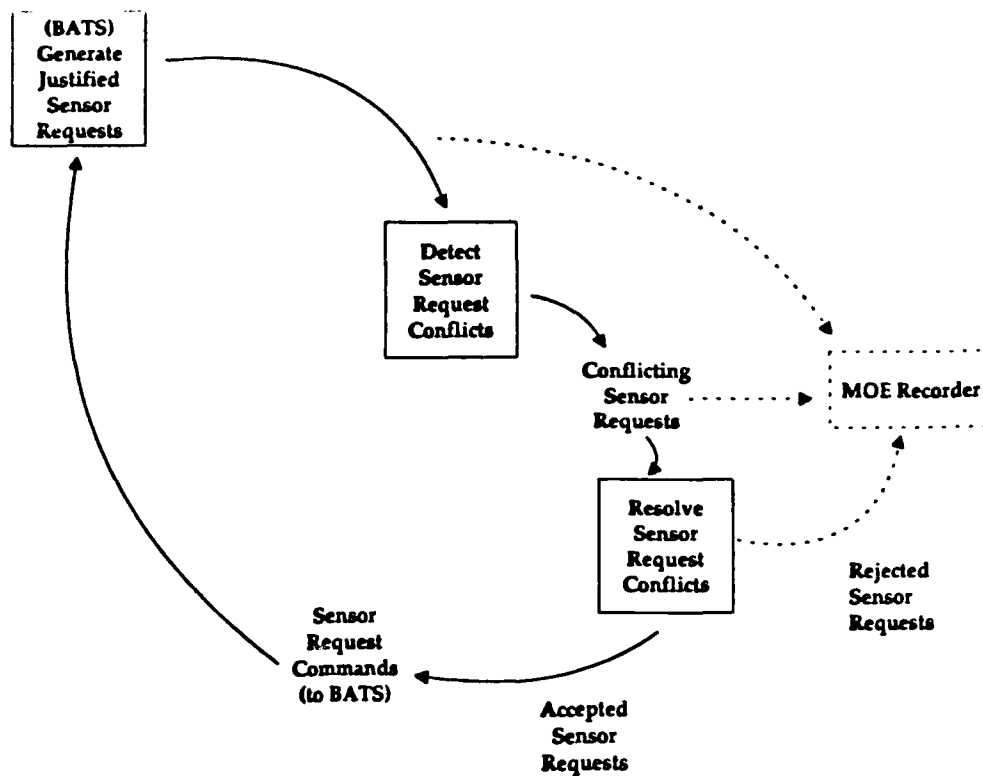 (BATS)
Generate
Justified
Sensor
Requests
Detect
Sensor
Request
Conflicts
Conflicting
Sensor
Requests
MOE Recorder
Resolve
Sensor
Request
Conflicts
Rejected
Sensor
Requests
Sensor
Request
Commands
(to BATS)
Accepted
Sensor
Requests